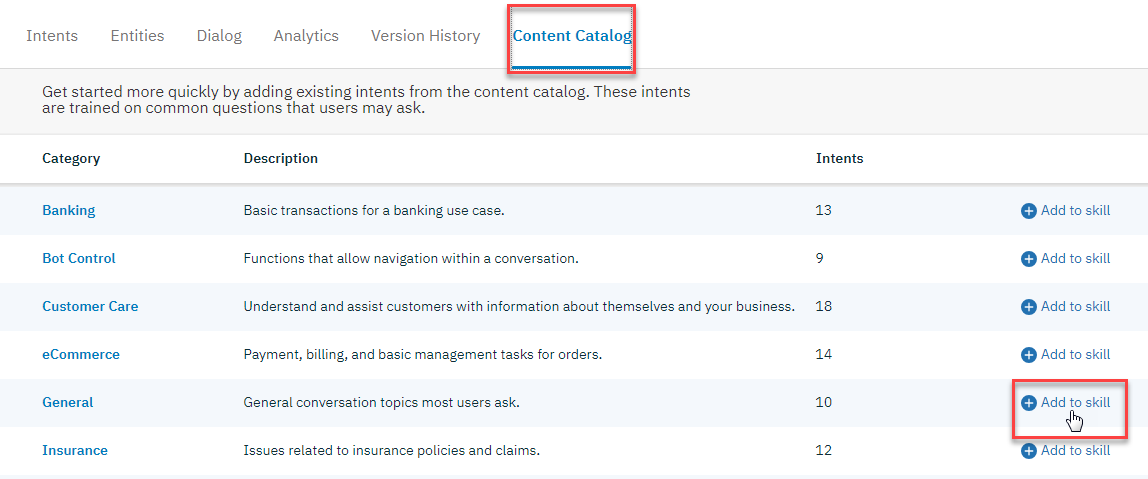 Intents Entities Dialog Analytics Version History Content Catalog
Get started more quickly by adding existing intents from the content catalog. These intents
are trained on common questions that users may ask.
Category Description Intents
Banking Basic transactions for a banking use case. 13 Add to skill
Bot Control Functions that allow navigation within a conversation. 9 Add to skill
Customer Care Understand and assist customers with information about themselves and your business. 18 Add to skill
eCommerce Payment, billing, and basic management tasks for orders. 14 Add to skill
General General conversation topics most users ask. 10 Add to skill
Insurance Issues related to insurance policies and claims. 12 Add to skill